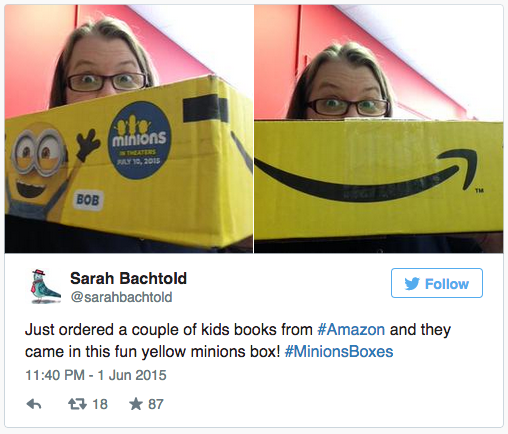 minions
IN THEATERS
JULY 10, 2015
BOB
TM
Sarah Bachtold
@sarahbachtold
Follow
Just ordered a couple of kids books from #Amazon and they
came in this fun yellow minions box! #MinionsBoxes
11:40 PM - 1 Jun 2015
18
87